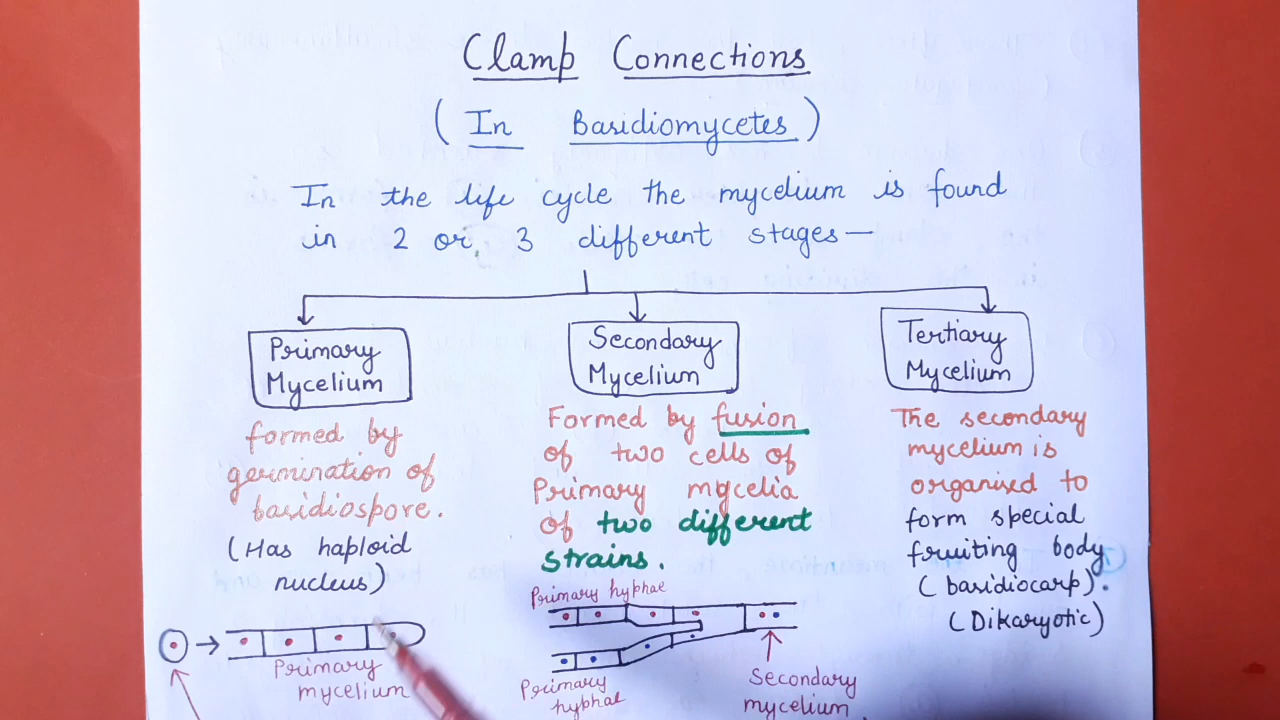 Clamp Connections
(In Basidiomycetes)
In the life cycle the mycelium is found
in 2 or 3 different stages—
Primary
Mycelium
formed by
germination of
basidiospore.
(Has haploid
nucleus)
Primary
mycelium
Secondary
Mycelium
Formed by fusion
of two cells of
Primary mycelia
of two different
strains.
Primary hyphae
Primary
hyphae
Secondary
mycelium
Tertiary
Mycelium
The secondary
mycelium is
organised to
form special
fruiting body
(basidiocarp).
(Dikaryotic)